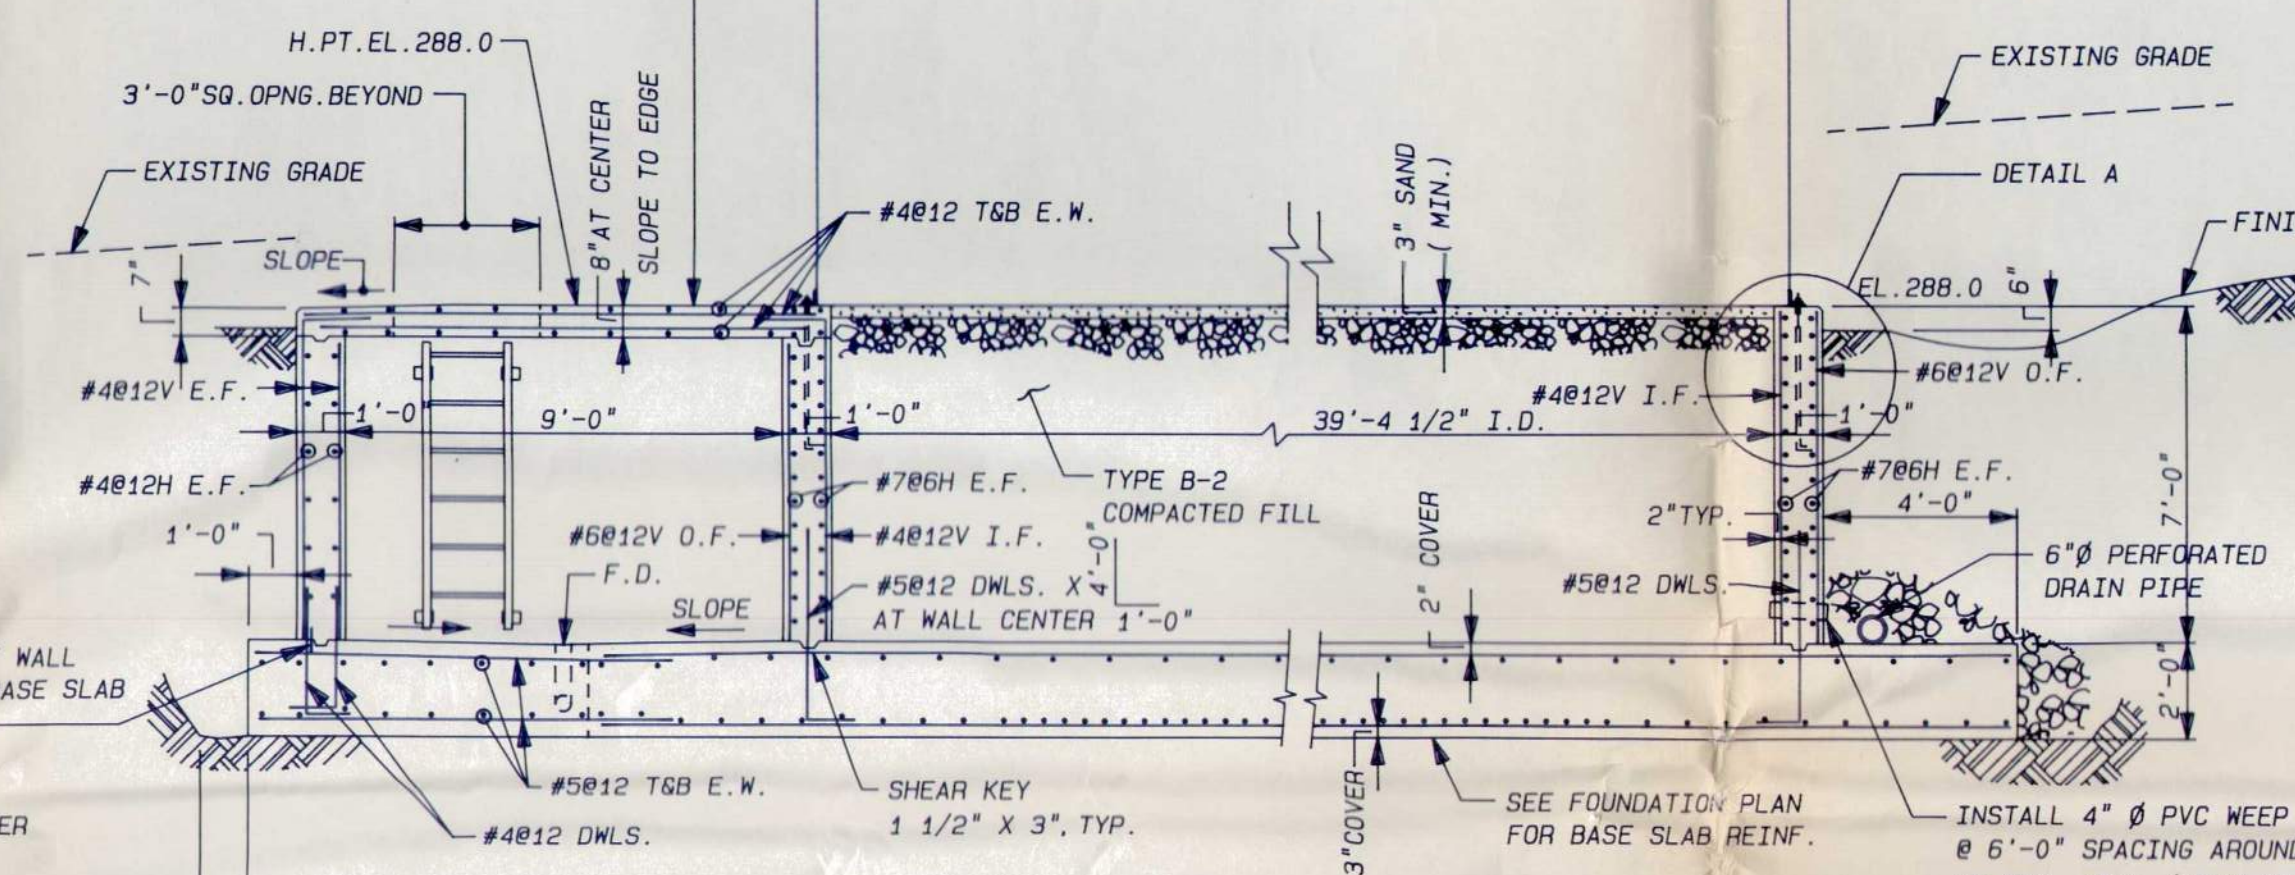 H.PT.EL.288.0
3'-0"SQ.OPNG.BEYOND
EXISTING GRADE
SLOPE
7"
8"AT CENTER
SLOPE TO EDGE
#4@12 T&B E.W.
3" SAND
(MIN.)
EXISTING GRADE
DETAIL A
FINI
EL.288.0
6"
#4@12V E.F.
1'-0
9'-0"
1'-0"
39'-4 1/2" I.D.
#4@12V I.F.
#6@12V O.F.
1'-0"
#4@12H E.F.
#7@6H E.F.
TYPE B-2
COMPACTED FILL
#7@6H E.F.
4'-0"
7'-0"
1'-0"
#6@12V O.F.
#4@12V I.F.
2"TYP.
F.D.
#5@12 DWLS. X
AT WALL CENTER
4'-0"
1'-0"
2" COVER
#5@12 DWLS.
6"Ø PERFORATED
DRAIN PIPE
SLOPE
WALL
ASE SLAB
2'-0"
#5@12 T&B E.W.
SHEAR KEY
1 1/2" X 3", TYP.
3"COVER
SEE FOUNDATION PLAN
FOR BASE SLAB REINF.
INSTALL 4" Ø PVC WEEP
@ 6'-0" SPACING AROUND
ER
#4@12 DWLS.